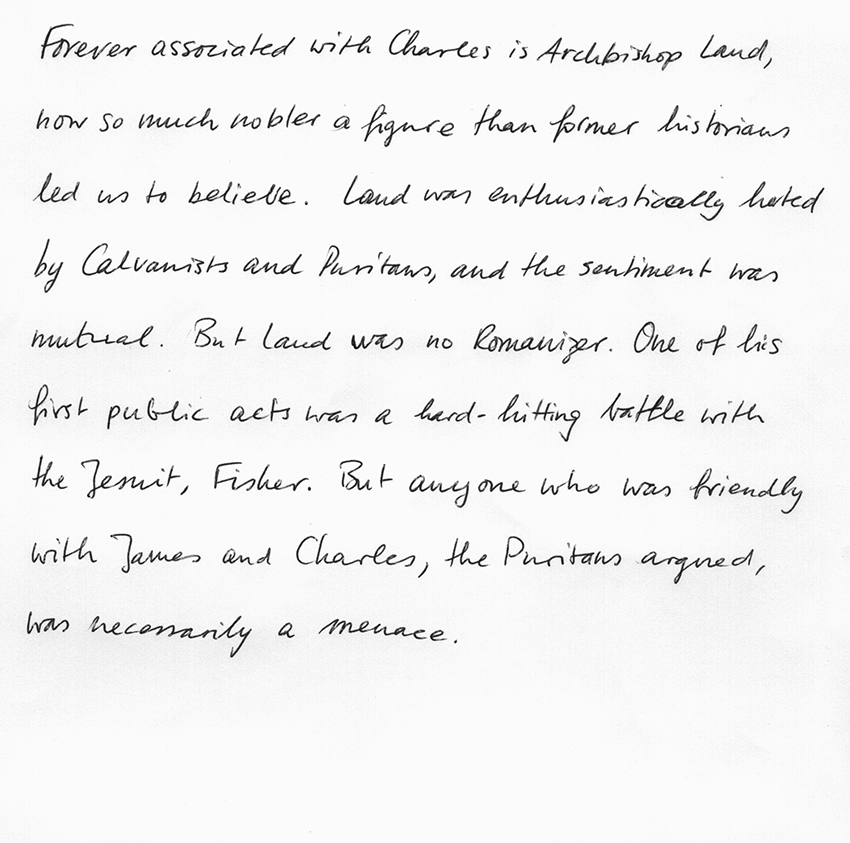 Forever associated with Charles is Archbishop Laud,
now so much nobler a figure than former historians
led us to believe. Laud was enthusiastically hated
by Calvanists and Puritans, and the sentiment was
mutual. But Laud was no Romanizer. One of his
first public acts was a hard-hitting battle with
the Jesuit, Fisher. But anyone who was friendly
with James and Charles, the Puritans argued,
was necessarily a menace.